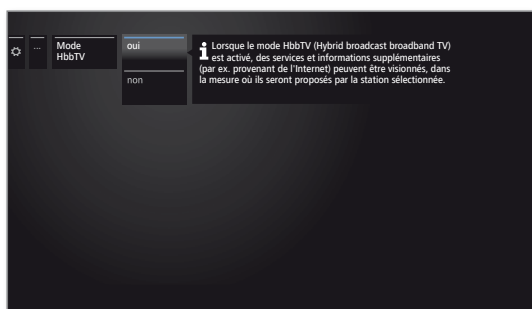 ...
Mode
HbbTV
oui
non
i Lorsque le mode HbbTV (Hybrid broadcast broadband TV)
est activé, des services et informations supplémentaires
(par ex. provenant de l'Internet) peuvent être visionnés, dans
la mesure où ils seront proposés par la station sélectionnée.